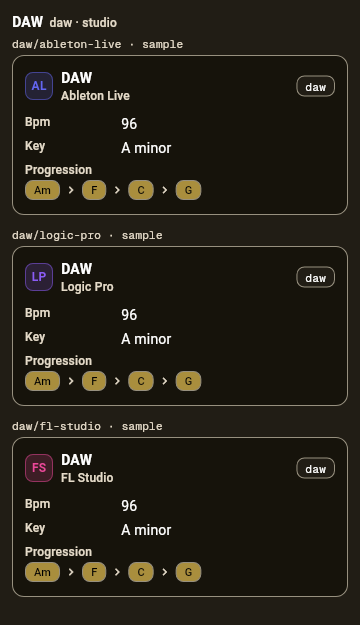 DAW daw · studio
daw/ableton-live · sample
AL DAW daw
Ableton Live
Bpm 96
Key A minor
Progression
Am > F > C > G
daw/logic-pro · sample
LP DAW daw
Logic Pro
Bpm 96
Key A minor
Progression
Am > F > C > G
daw/fl-studio · sample
FS DAW daw
FL Studio
Bpm 96
Key A minor
Progression
Am > F > C > G